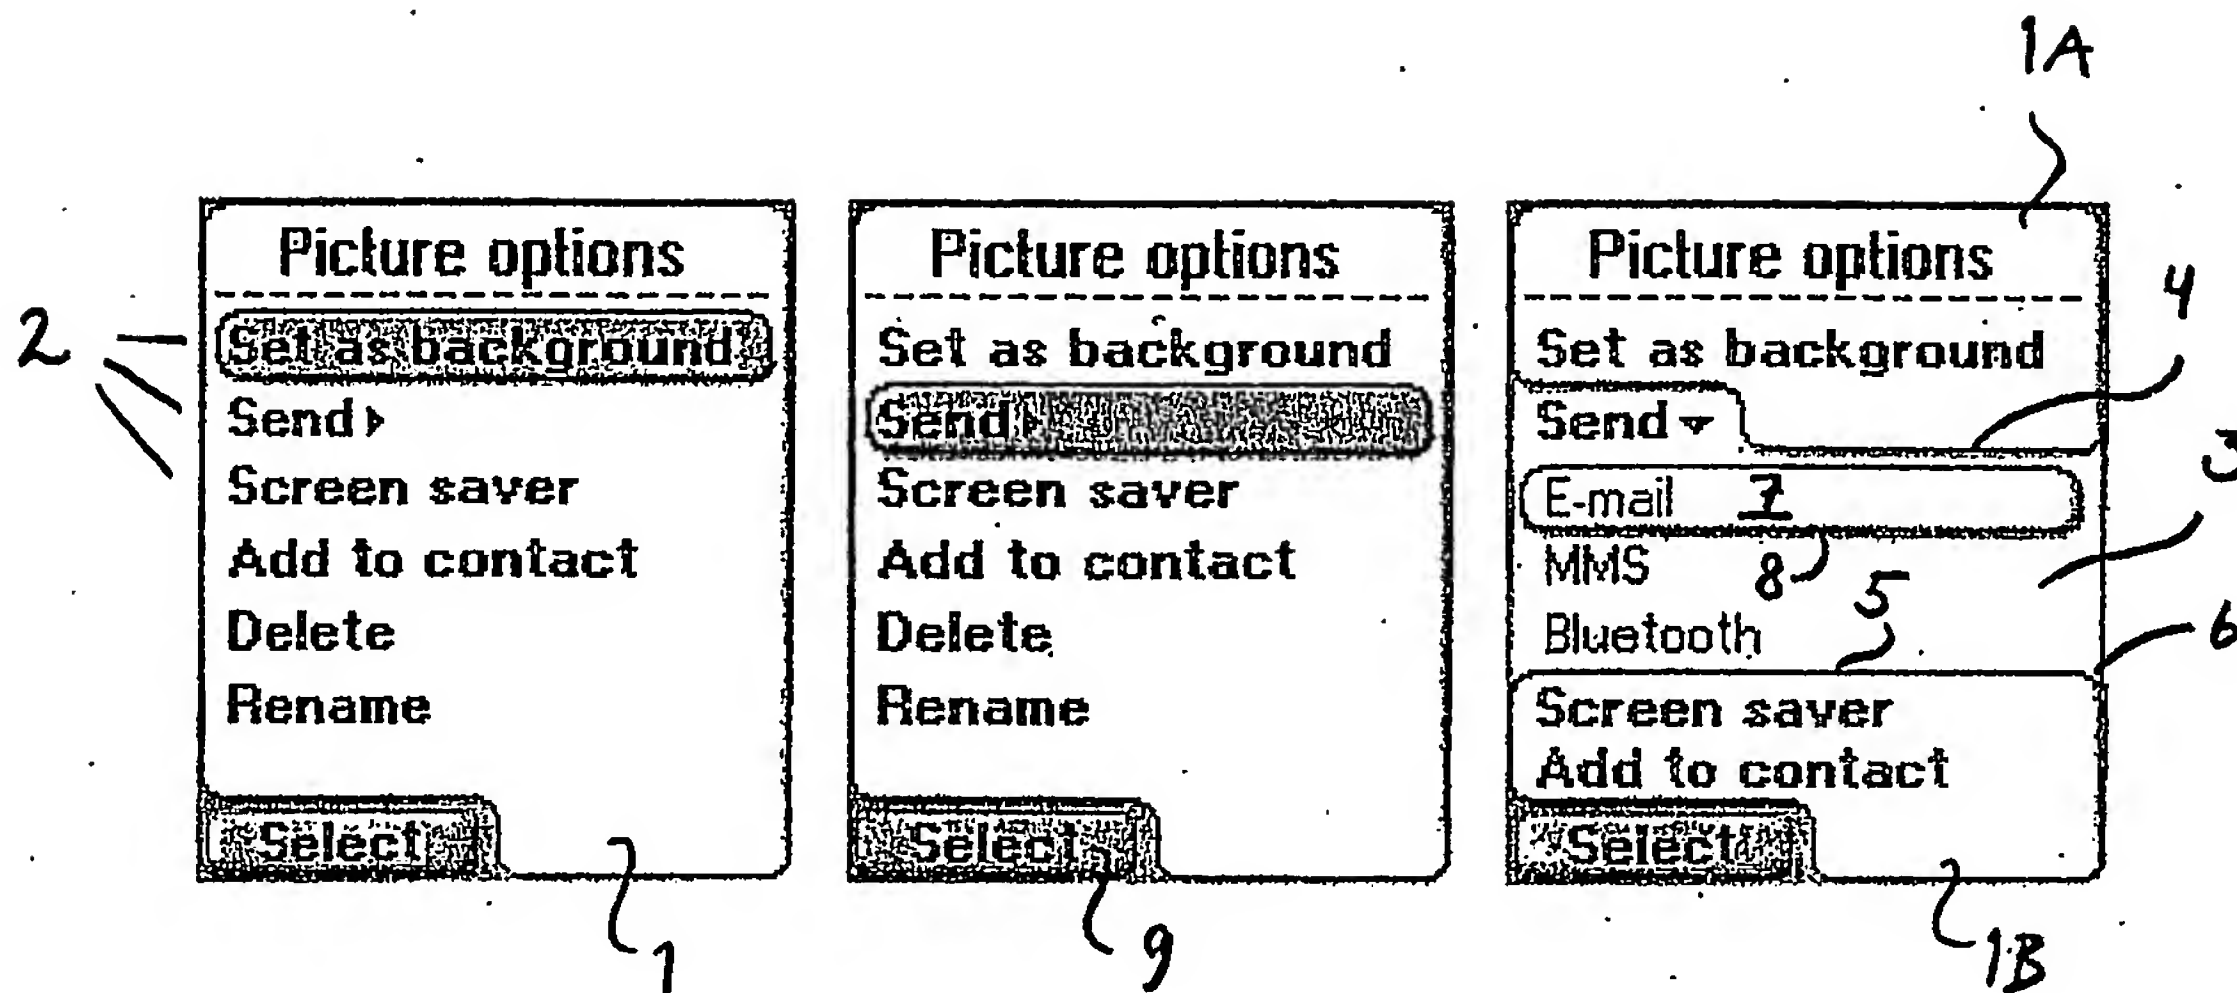 1A
Picture options
Set as background
Send
Screen saver
Add to contact
Delete
Rename
Select
2
1
Picture options
Set as background
Send
Screen saver
Add to contact
Delete
Rename
Select
9
Picture options
Set as background
Send
E-mail 7
MMS
Bluetooth
Screen saver
Add to contact
Select
4
3
8
5
6
1B